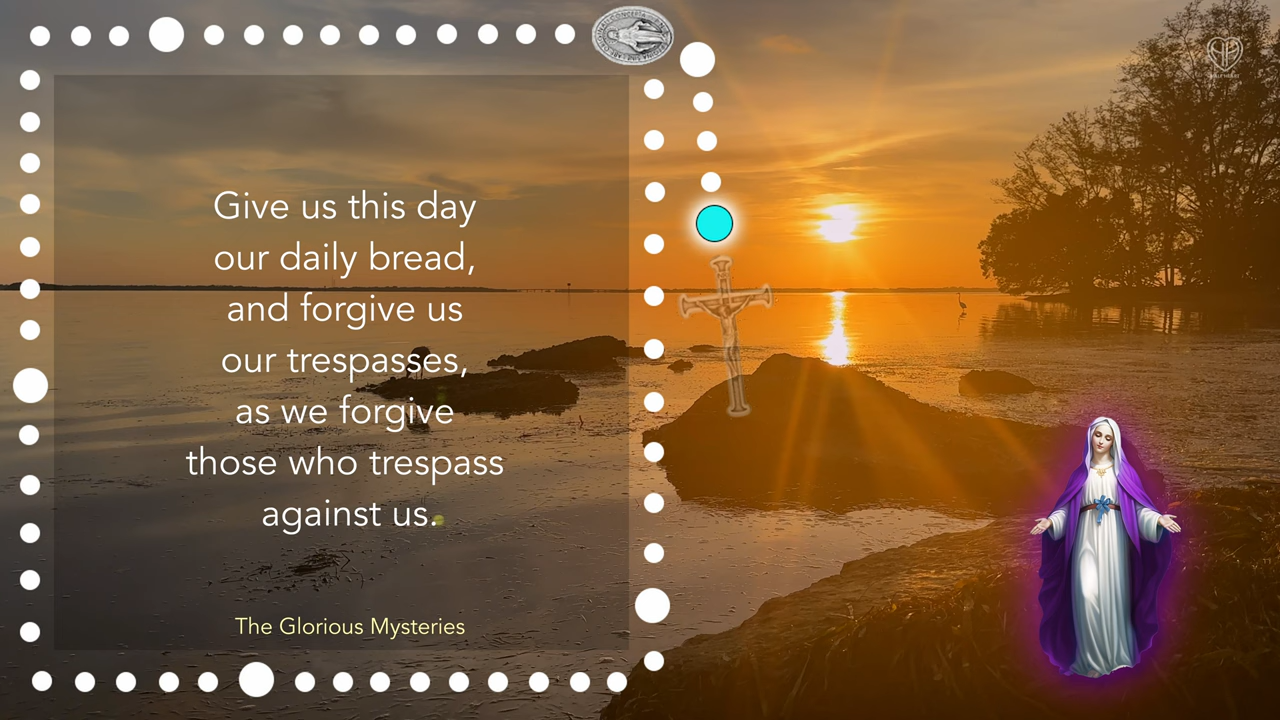 Give us this day
our daily bread,
and forgive us
our trespasses,
as we forgive
those who trespass
against us.
The Glorious Mysteries